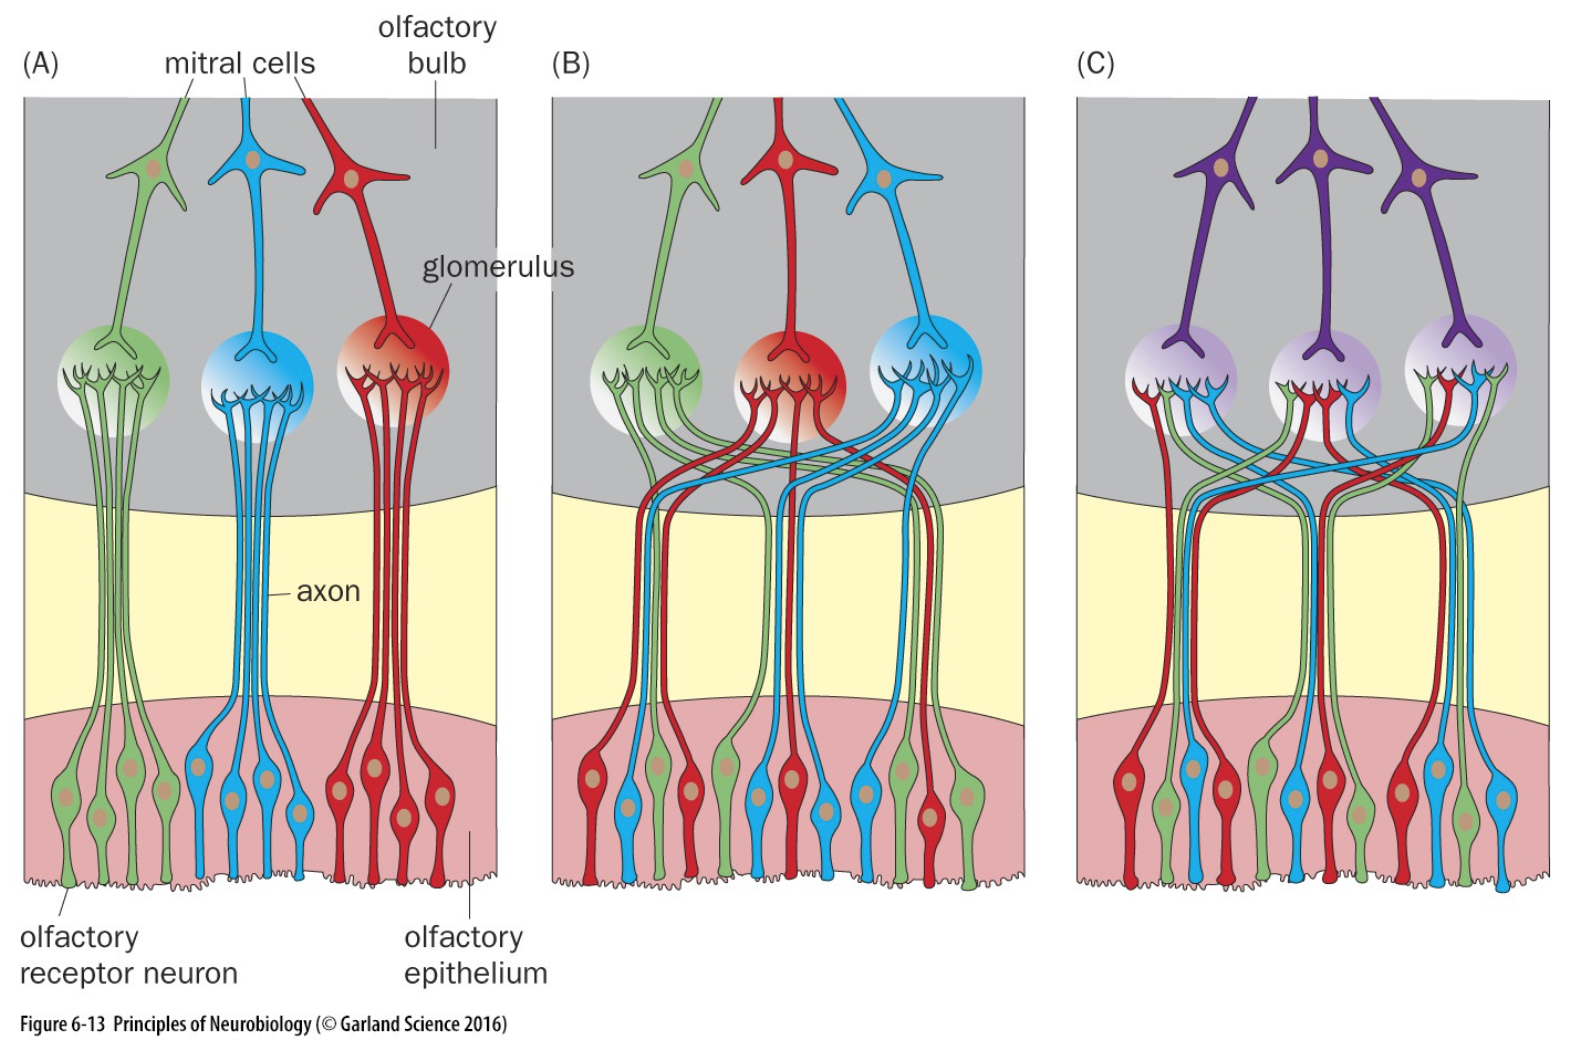 (A)
mitral cells
olfactory
bulb
(B)
(C)
glomerulus
axon
olfactory
receptor neuron
olfactory
epithelium
Figure 6-13 Principles of Neurobiology (© Garland Science 2016)